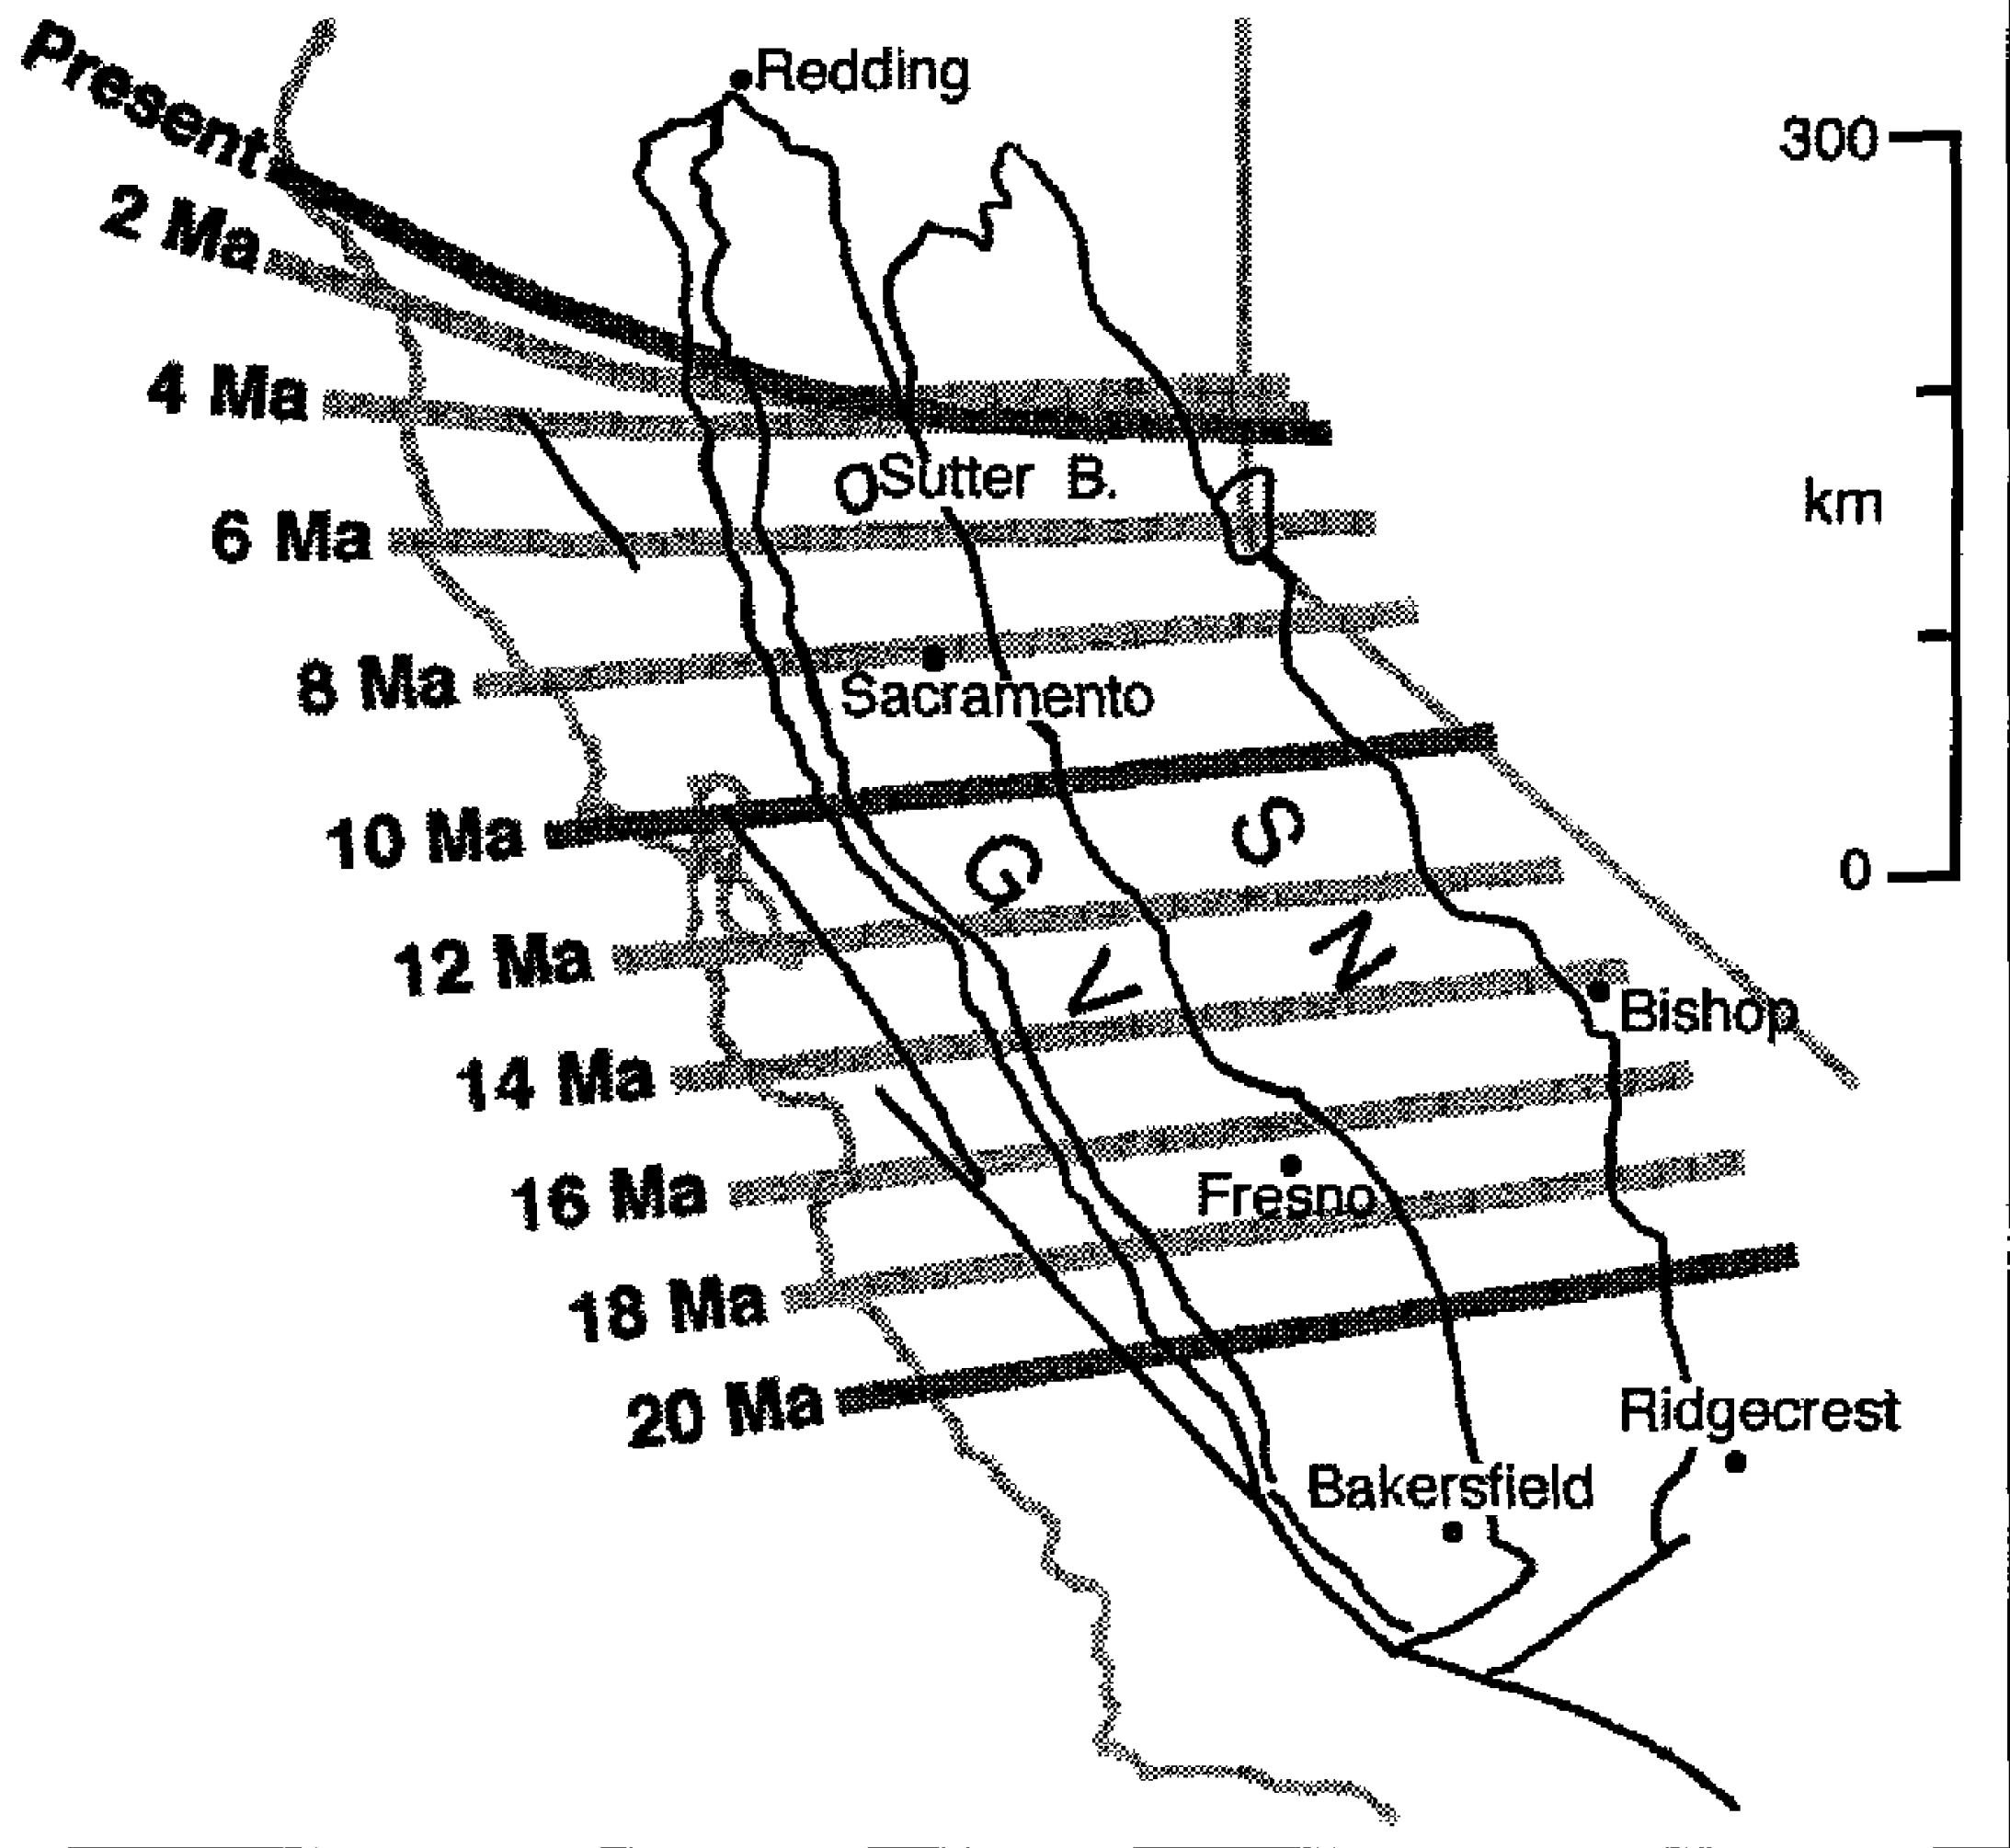 Present
Redding
300
2 Ma
4 Ma
Sutter B.
km
6 Ma
8 Ma
Sacramento
10 Ma
S
G
0
N
12 Ma
V
Bishop
14 Ma
16 Ma
Fresno
18 Ma
20 Ma
Ridgecrest
Bakersfield